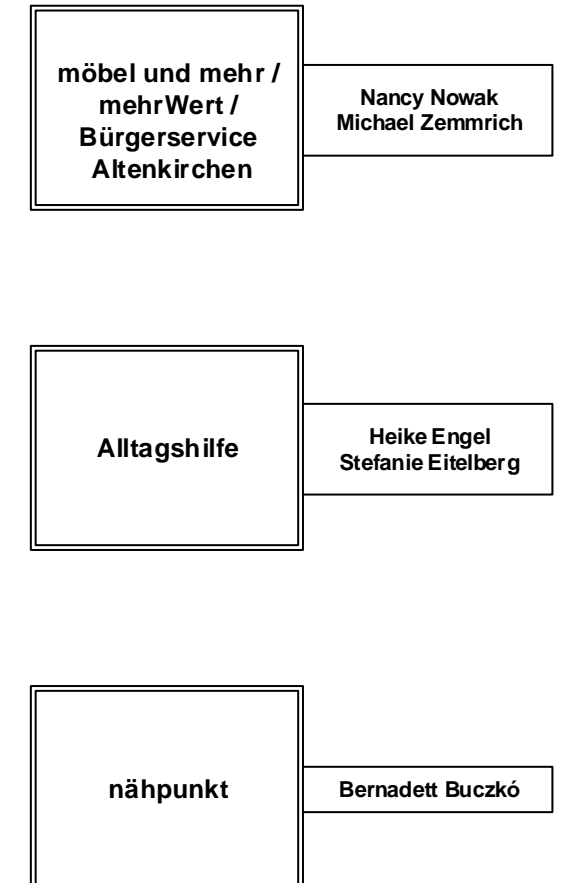 möbel und mehr /
mehrWert /
Bürgerservice
Altenkirchen
Nancy Nowak
Michael Zemmrich
Alltagshilfe
Heike Engel
Stefanie Eitelberg
nähpunkt
Bernadett Buczkó